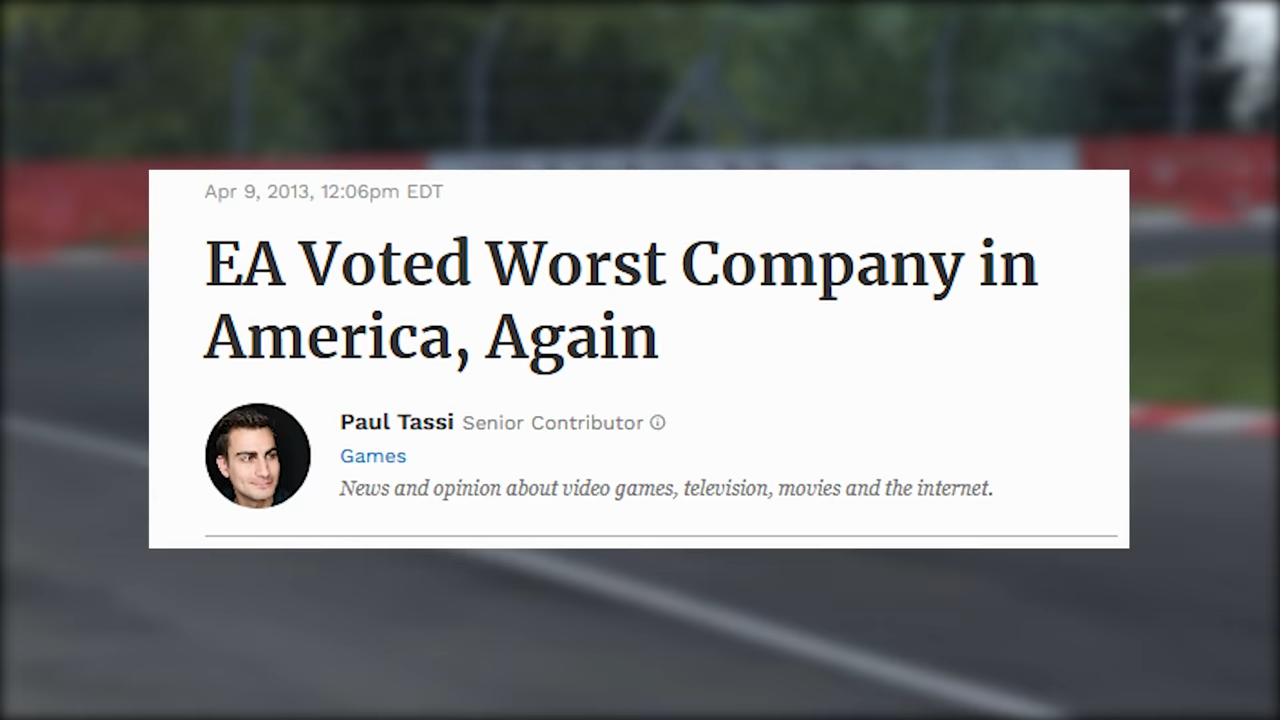 Apr 9, 2013, 12:06pm EDT
EA Voted Worst Company in
America, Again
Paul Tassi Senior Contributor
Games
News and opinion about video games, television, movies and the internet.